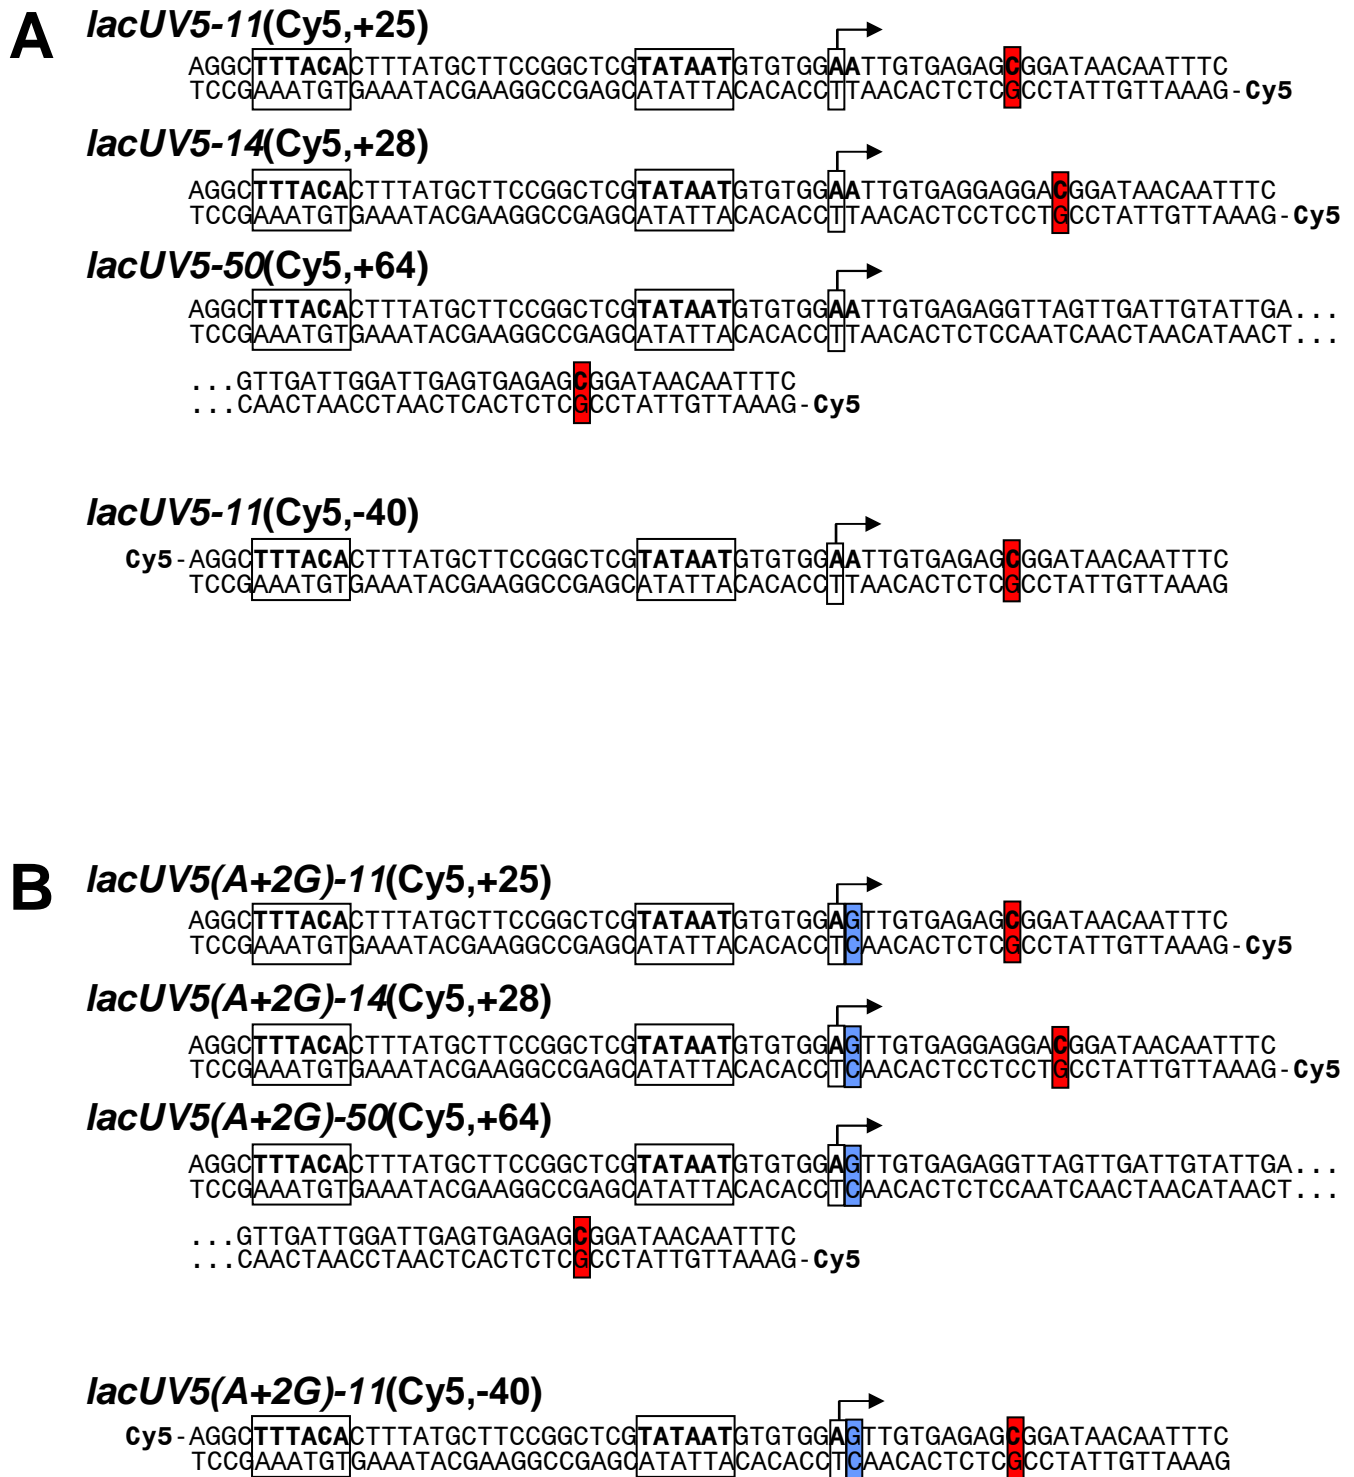 A
lacUV5-11(Cy5,+25)
AGGCTTTACACTTTATGCTTCCGGCTCGTATAATGTGTGGAATTGTGAGAGCGGATAACAATTTC
TCCGAAATGTGAAATACGAAGGCCGAGCATATTACACACCTTAACACTCTCGCCTATTGTTAAAG-Cy5
lacUV5-14(Cy5,+28)
AGGCTTTACACTTTATGCTTCCGGCTCGTATAATGTGTGGAATTGTGAGGAGGACGGATAACAATTTC
TCCGAAATGTGAAATACGAAGGCCGAGCATATTACACACCTTAACACTCCTCCTGCCTATTGTTAAAG-Cy5
lacUV5-50(Cy5,+64)
AGGCTTTACACTTTATGCTTCCGGCTCGTATAATGTGTGGAATTGTGAGAGGTTAGTTGATTGTATTGA...
TCCGAAATGTGAAATACGAAGGCCGAGCATATTACACACCTTAACACTCTCCAATCAACTAACATAACT...
...GTTGATTGGATTGAGTGAGAGCGGATAACAATTTC
...CAACTAACCTAACTCACTCTCGCCTATTGTTAAAG-Cy5
lacUV5-11(Cy5,-40)
Cy5-AGGCTTTACACTTTATGCTTCCGGCTCGTATAATGTGTGGAATTGTGAGAGCGGATAACAATTTC
TCCGAAATGTGAAATACGAAGGCCGAGCATATTACACACCTTAACACTCTCGCCTATTGTTAAAG
B
lacUV5(A+2G)-11(Cy5,+25)
AGGCTTTACACTTTATGCTTCCGGCTCGTATAATGTGTGGAGTTGTGAGAGCGGATAACAATTTC
TCCGAAATGTGAAATACGAAGGCCGAGCATATTACACACCTCAACACTCTCGCCTATTGTTAAAG-Cy5
lacUV5(A+2G)-14(Cy5,+28)
AGGCTTTACACTTTATGCTTCCGGCTCGTATAATGTGTGGAGTTGTGAGGAGGACGGATAACAATTTC
TCCGAAATGTGAAATACGAAGGCCGAGCATATTACACACCTCAACACTCCTCCTGCCTATTGTTAAAG-Cy5
lacUV5(A+2G)-50(Cy5,+64)
AGGCTTTACACTTTATGCTTCCGGCTCGTATAATGTGTGGAGTTGTGAGAGGTTAGTTGATTGTATTGA...
TCCGAAATGTGAAATACGAAGGCCGAGCATATTACACACCTCAACACTCTCCAATCAACTAACATAACT...
...GTTGATTGGATTGAGTGAGAGCGGATAACAATTTC
...CAACTAACCTAACTCACTCTCGCCTATTGTTAAAG-Cy5
lacUV5(A+2G)-11(Cy5,-40)
Cy5-AGGCTTTACACTTTATGCTTCCGGCTCGTATAATGTGTGGAGTTGTGAGAGCGGATAACAATTTC
TCCGAAATGTGAAATACGAAGGCCGAGCATATTACACACCTCAACACTCTCGCCTATTGTTAAAG